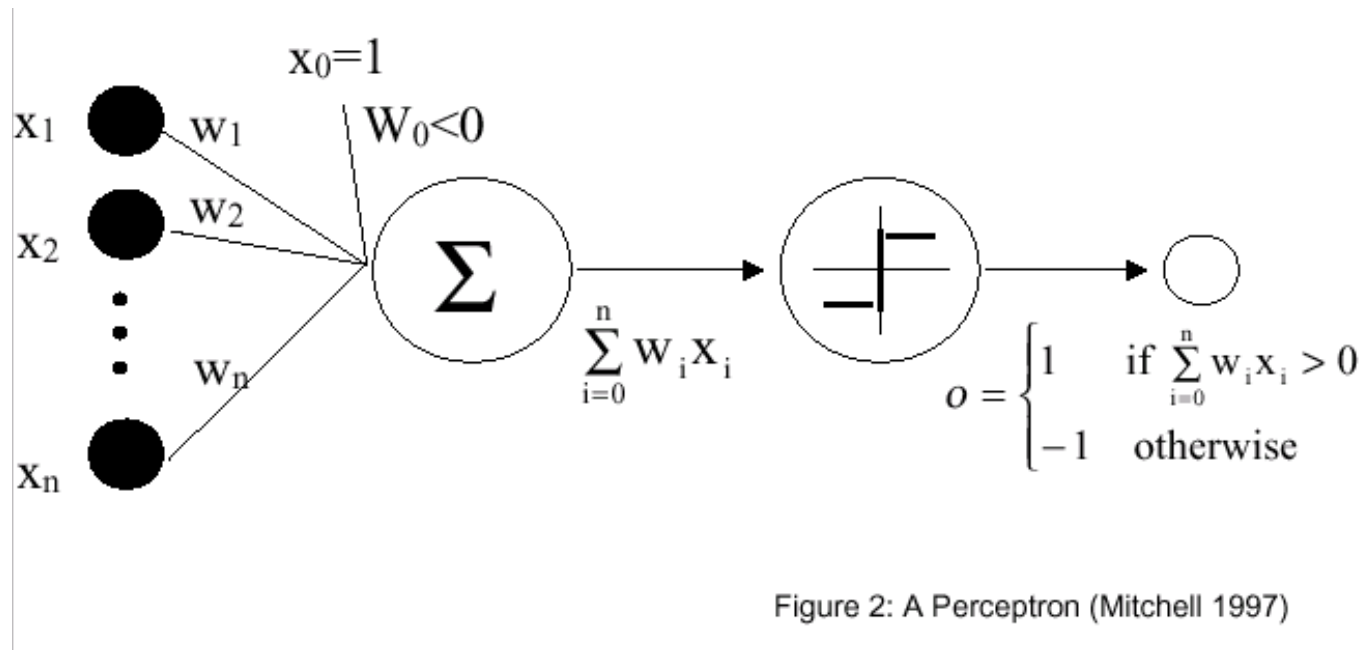 x₀=1
W₀<0
x₁
w₁
x₂
w₂
wₙ
xₙ
Σ
n
Σ wᵢxᵢ
i=0
o = { 1 if n Σ i=0 wᵢxᵢ > 0
−1 otherwise
Figure 2: A Perceptron (Mitchell 1997)